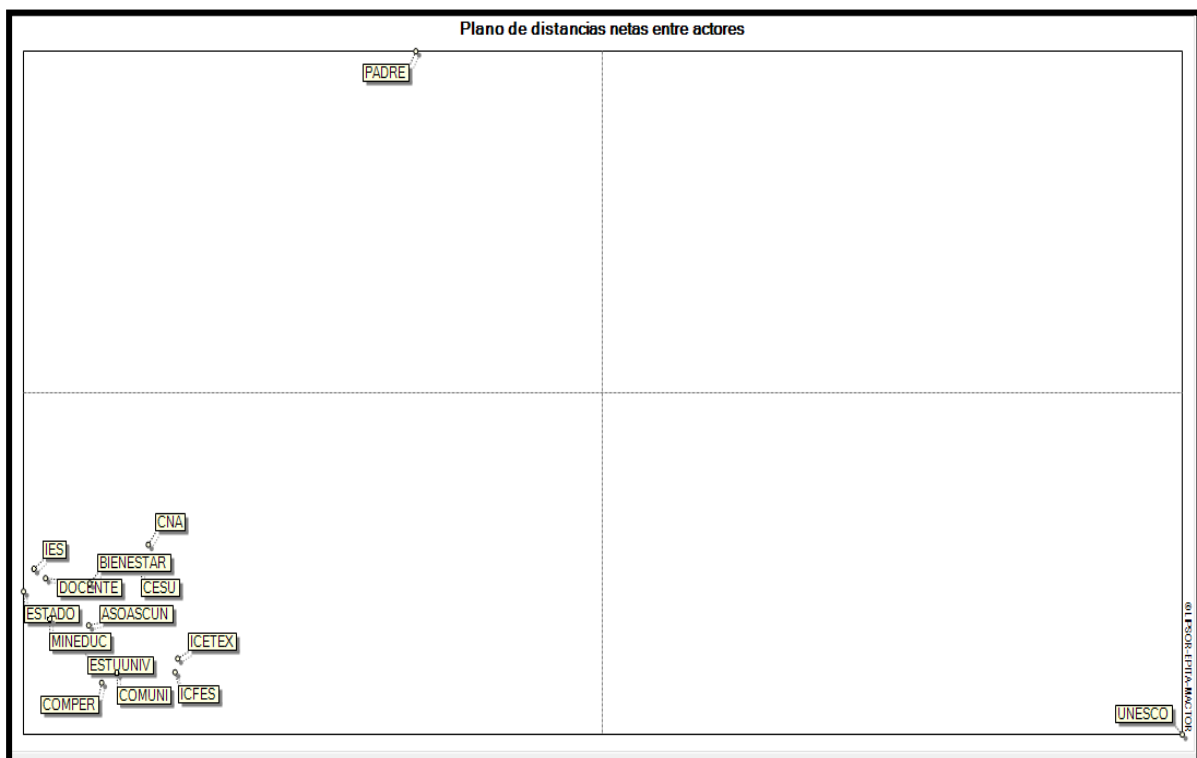 Plano de distancias netas entre actores
PADRE
CNA
IES
BIENESTAR
DOCENTE
CESU
ESTADO
ASOASCUN
MINEDUC
ICETEX
ESTUUNIV
ICFES
COMUNI
COMPER
UNESCO
© LIPSOR-EPITA-MACTOR